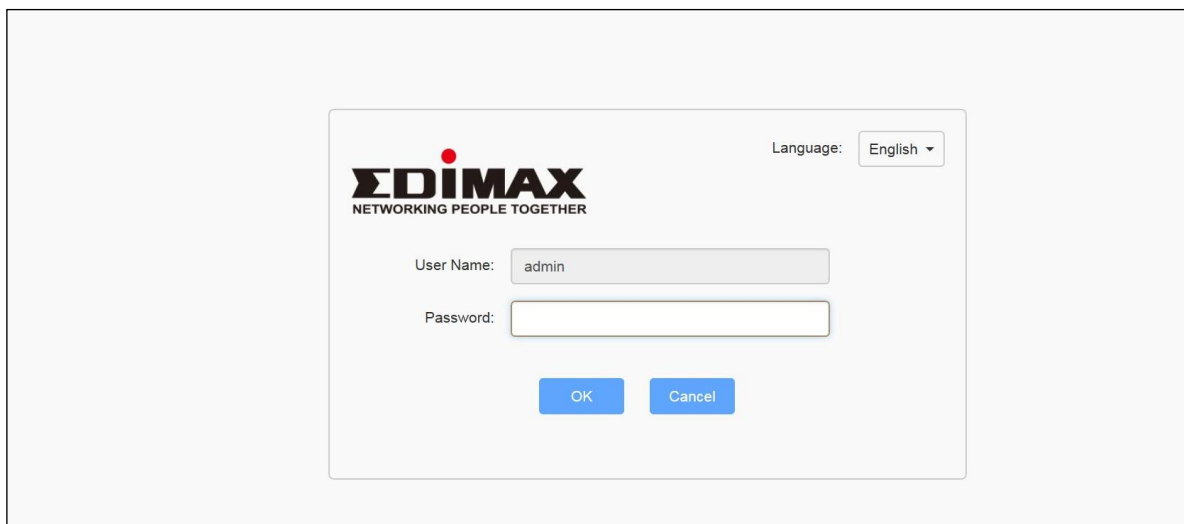 Language: English
EDIMAX
NETWORKING PEOPLE TOGETHER
User Name: admin
Password:
OK Cancel